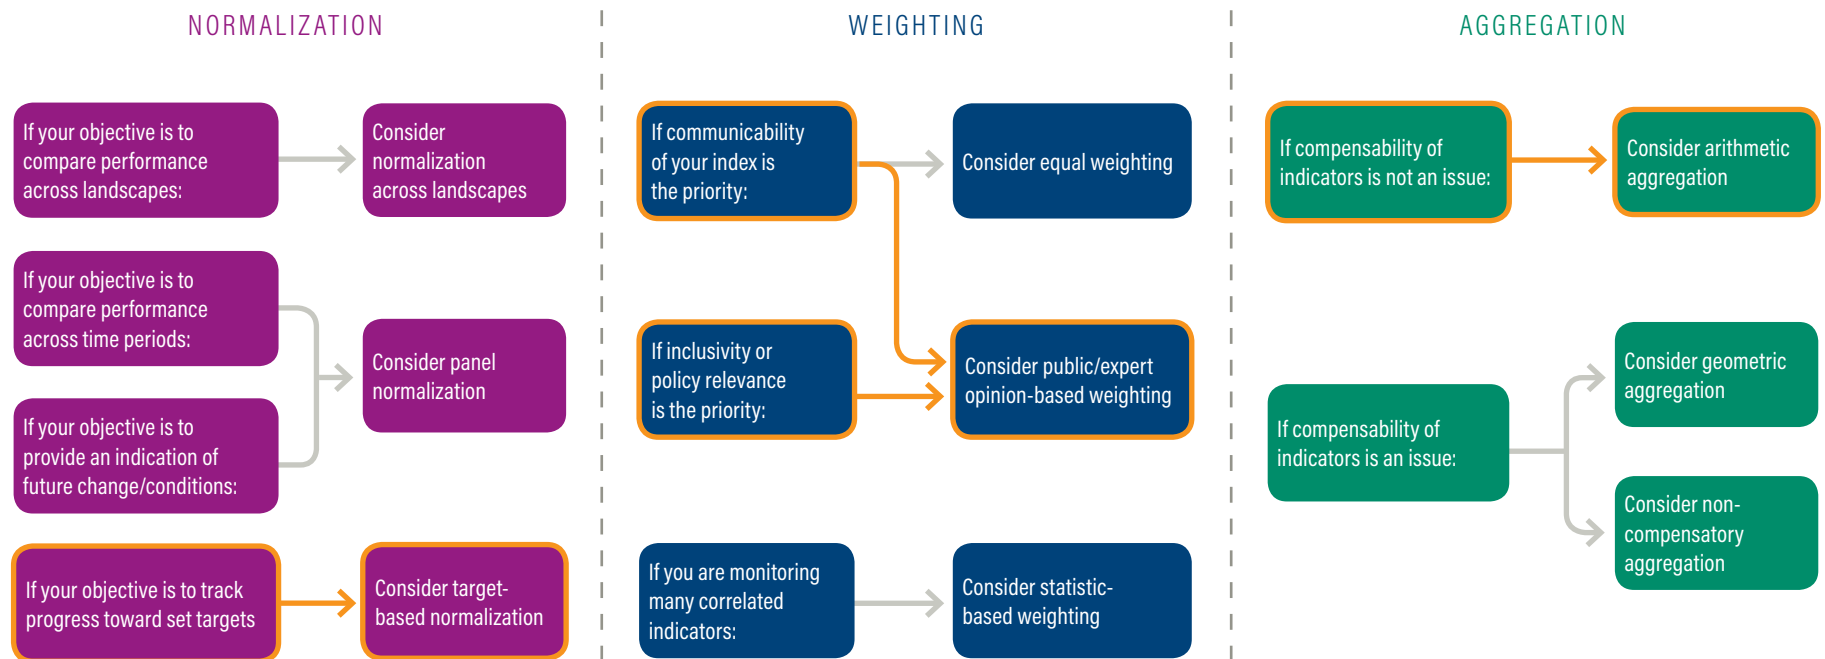 NORMALIZATION
If your objective is to
compare performance
across landscapes:
Consider
normalization
across landscapes
If your objective is to
compare performance
across time periods:
If your objective is to
provide an indication of
future change/conditions:
Consider panel
normalization
If your objective is to track
progress toward set targets
Consider target-
based normalization
WEIGHTING
If communicability
of your index is
the priority:
Consider equal weighting
If inclusivity or
policy relevance
is the priority:
Consider public/expert
opinion-based weighting
If you are monitoring
many correlated
indicators:
Consider statistic-
based weighting
AGGREGATION
If compensability of
indicators is not an issue:
Consider arithmetic
aggregation
If compensability of
indicators is an issue:
Consider geometric
aggregation
Consider non-
compensatory
aggregation